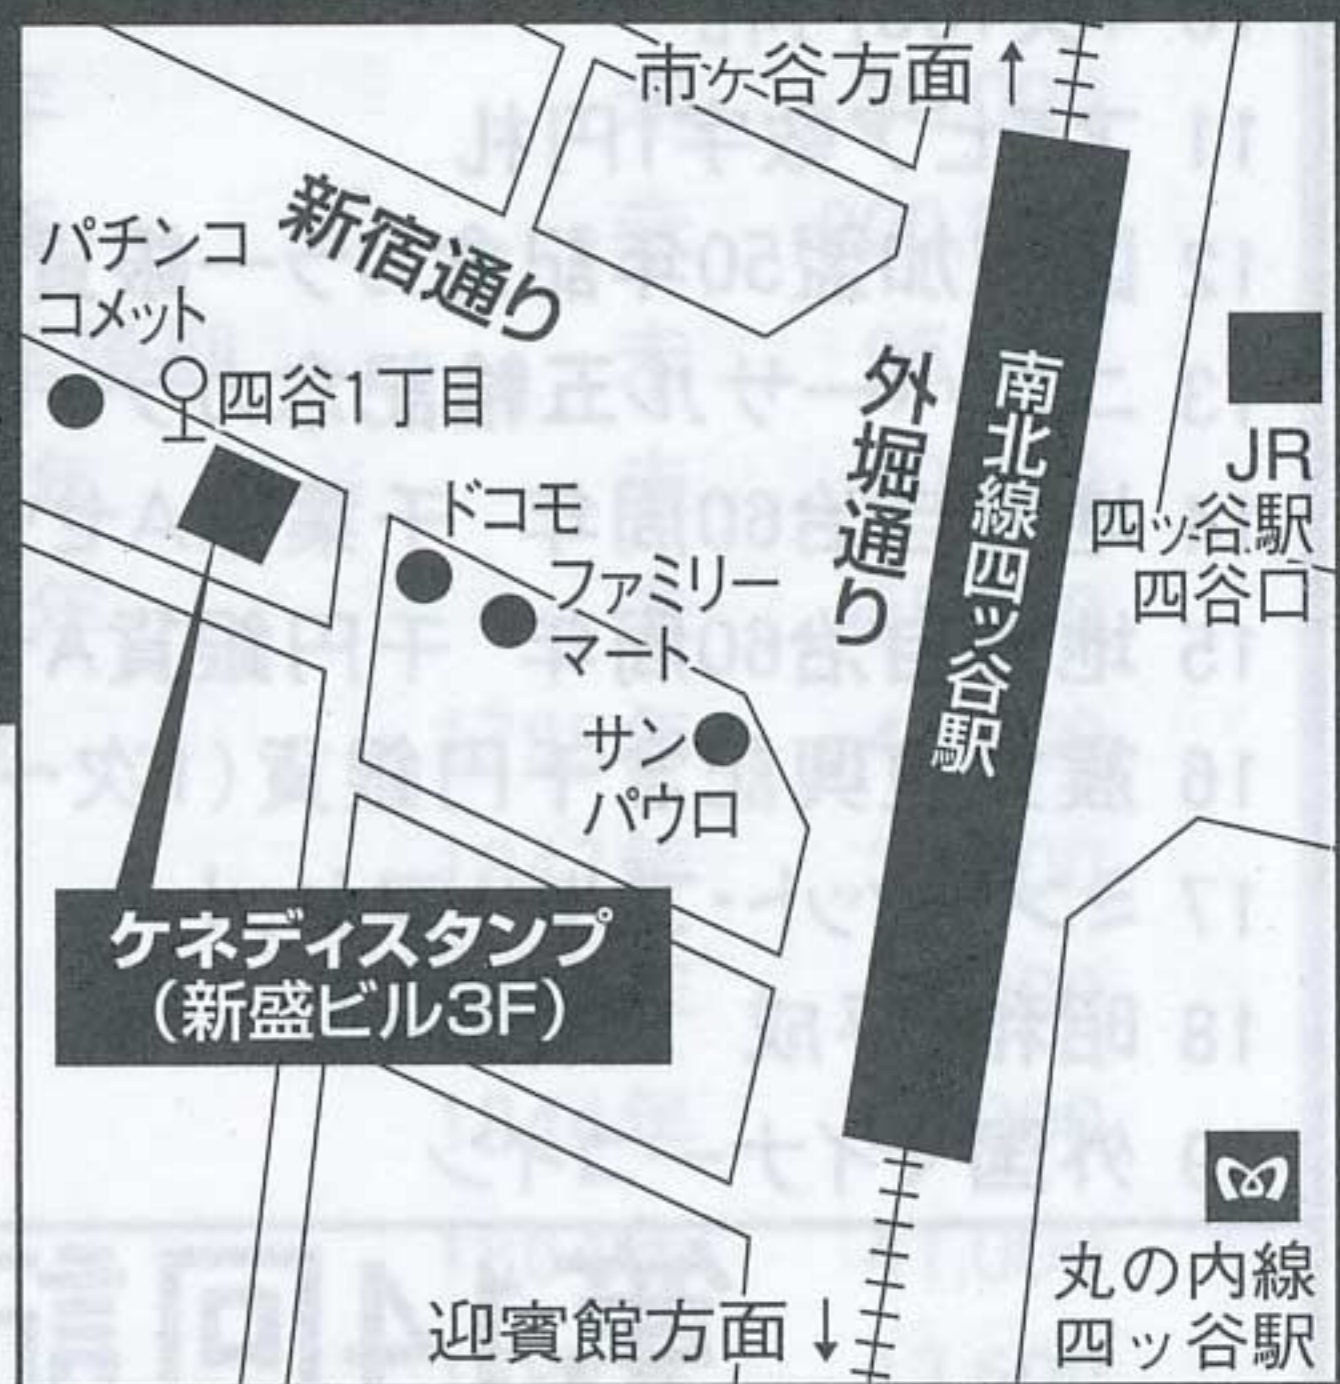 市ヶ谷方面↑
新宿通り
パチンコ
コメット
四谷1丁目
外堀通り
南北線四ッ谷駅
JR
四ッ谷駅
四谷口
ドコモ
ファミリー
マート
サン
パウロ
ケネディスタンプ
(新盛ビル3F)
丸の内線
四ッ谷駅
迎賓館方面↓